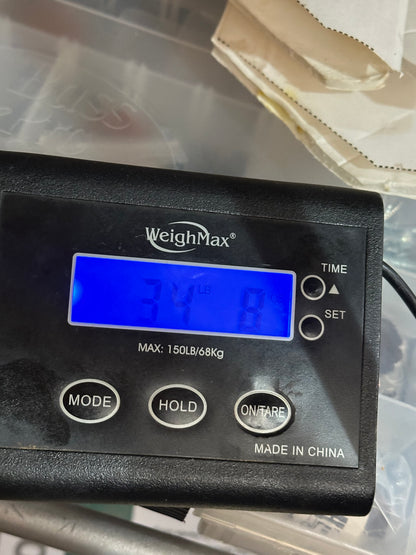 WeighMax®
TIME
34 LB 8
SET
MAX: 150LB/68Kg
MODE
HOLD
ON/TARE
MADE IN CHINA